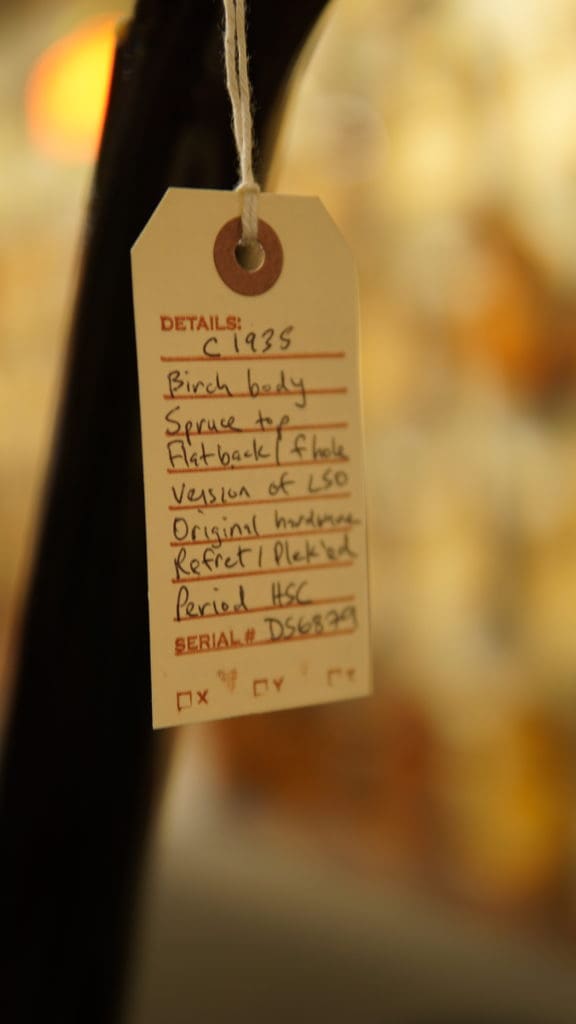 DETAILS:
C 1935
Birch body
Spruce top
Flatback / f hole
Version of L50
Original hardware
Refret / Plek'ed
Period HSC
SERIAL # DS6879
X Y